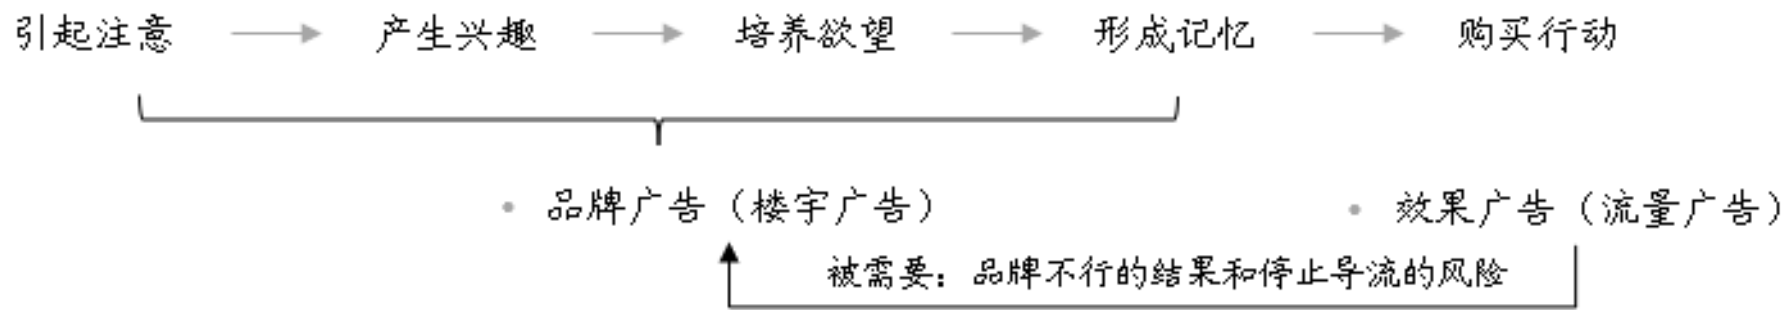 引起注意 产生兴趣 培养欲望 形成记忆 购买行动
品牌广告（楼宇广告） 效果广告（流量广告）
被需要：品牌不行的结果和停止导流的风险